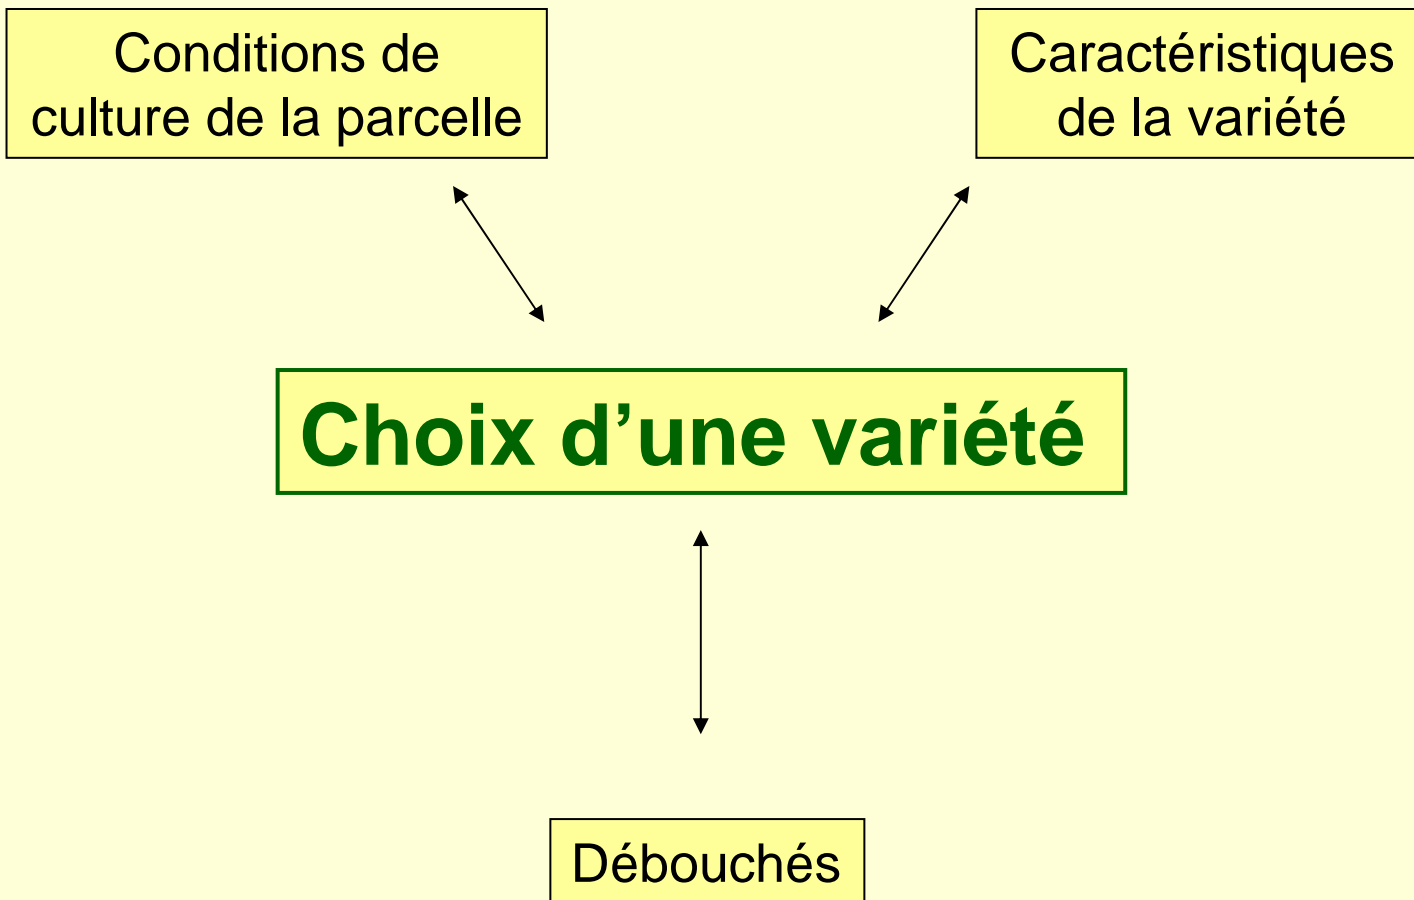 Conditions de
culture de la parcelle
Caractéristiques
de la variété
Choix d’une variété
Débouchés